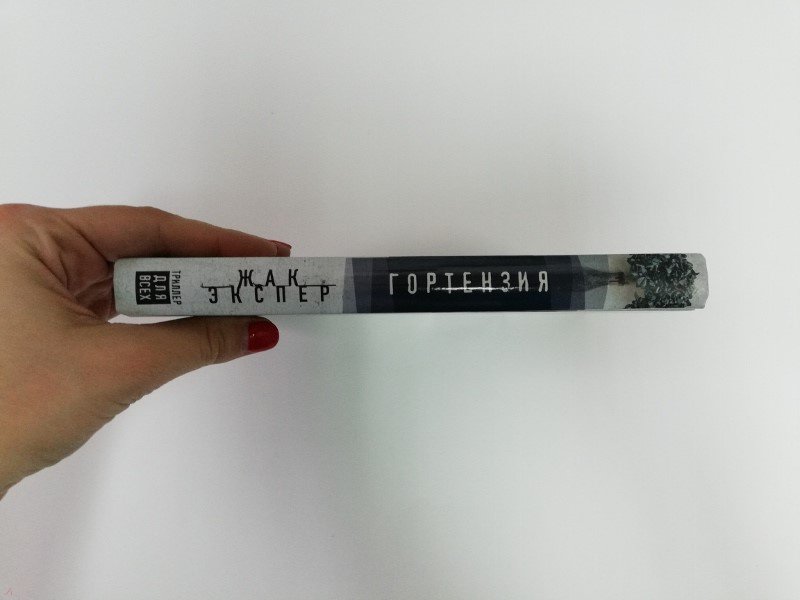 ТРИЛЛЕР
ДЛЯ
ВСЕХ
ЖАК
ЭКСПЕР
ГОРТЕНЗИЯ